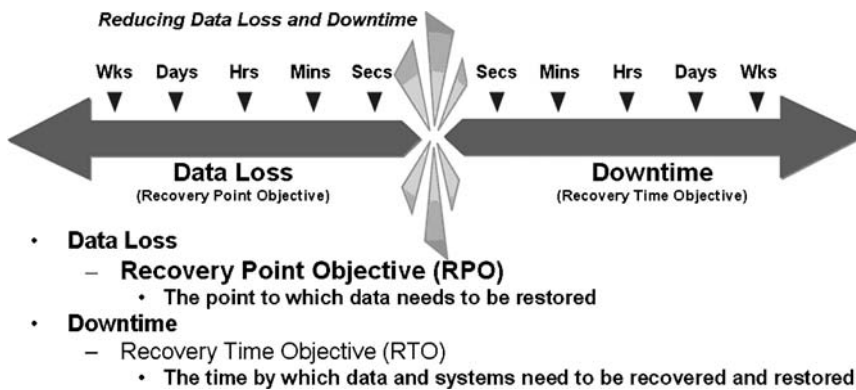 Reducing Data Loss and Downtime
Wks Days Hrs Mins Secs Secs Mins Hrs Days Wks
Data Loss Downtime
(Recovery Point Objective) (Recovery Time Objective)
• Data Loss
– Recovery Point Objective (RPO)
• The point to which data needs to be restored
• Downtime
– Recovery Time Objective (RTO)
• The time by which data and systems need to be recovered and restored